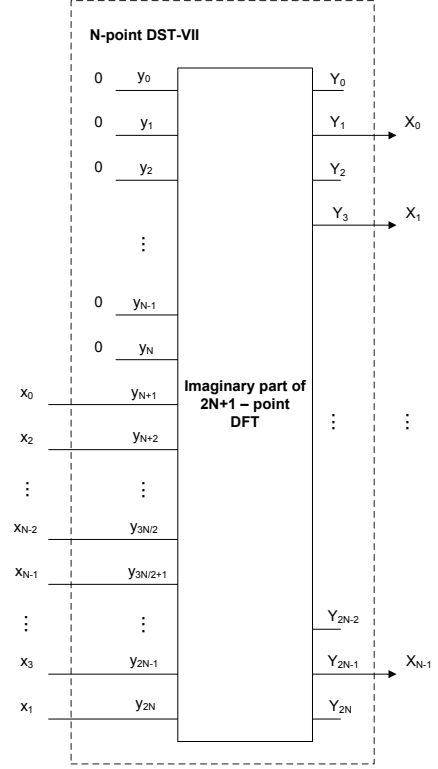 N-point DST-VII
0 y₀ Y₀
0 y₁ Y₁ X₀
0 y₂ Y₂
Y₃ X₁
⋮
0 yN-1
0 yN
Imaginary part of
2N+1 – point
DFT
x₀ yN+1
x₂ yN+2
⋮ ⋮ ⋮ ⋮
xN-2 y3N/2
xN-1 y3N/2+1
⋮ ⋮ Y2N-2
x₃ y2N-1 Y2N-1 XN-1
x₁ y2N Y2N